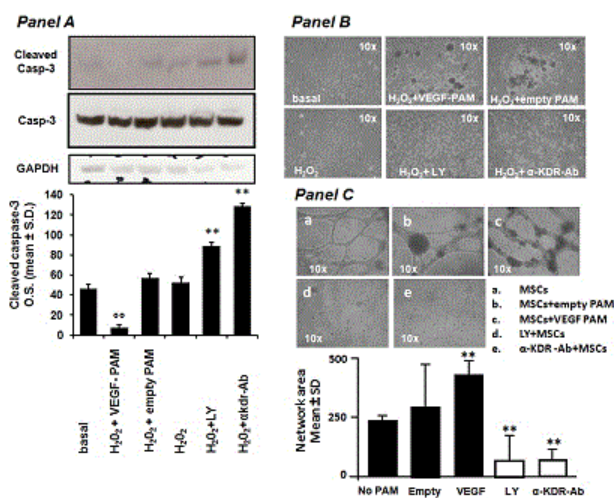 Panel A
Cleaved
Casp-3
Casp-3
GAPDH
Cleaved caspase-3
O.S. (mean ± S.D.)
140
120
100
80
60
40
20
0
**
**
°°
basal
H₂O₂ + VEGF-PAM
H₂O₂ + empty PAM
H₂O₂
H₂O₂+LY
H₂O₂+αkdr-Ab
Panel B
10x
basal
10x
H₂O₂+VEGF-PAM
10x
H₂O₂+empty PAM
10x
H₂O₂
10x
H₂O₂+ LY
10x
H₂O₂ + α-KDR-Ab
Panel C
a
10x
b
10x
c
10x
d
10x
e
10x
a. MSCs
b. MSCs+empty PAM
c. MSCs+VEGF PAM
d. LY+MSCs
e. α-KDR -Ab+MSCs
Network area
Mean ± SD
500
250
0
**
**
**
No PAM
Empty
VEGF
LY
α-KDR-Ab